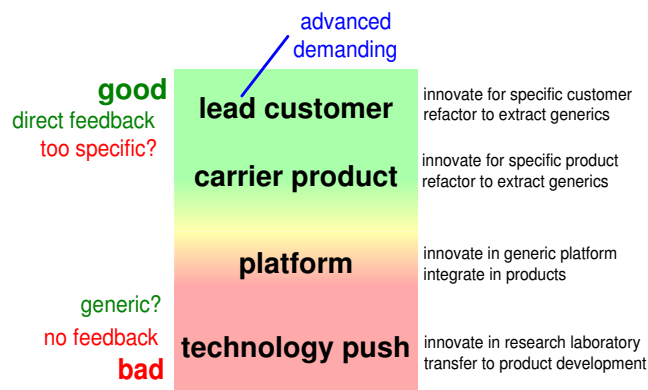 advanced
demanding
good
direct feedback
too specific?
lead customer
innovate for specific customer
refactor to extract generics
carrier product
innovate for specific product
refactor to extract generics
platform
innovate in generic platform
integrate in products
generic?
no feedback
bad
technology push
innovate in research laboratory
transfer to product development